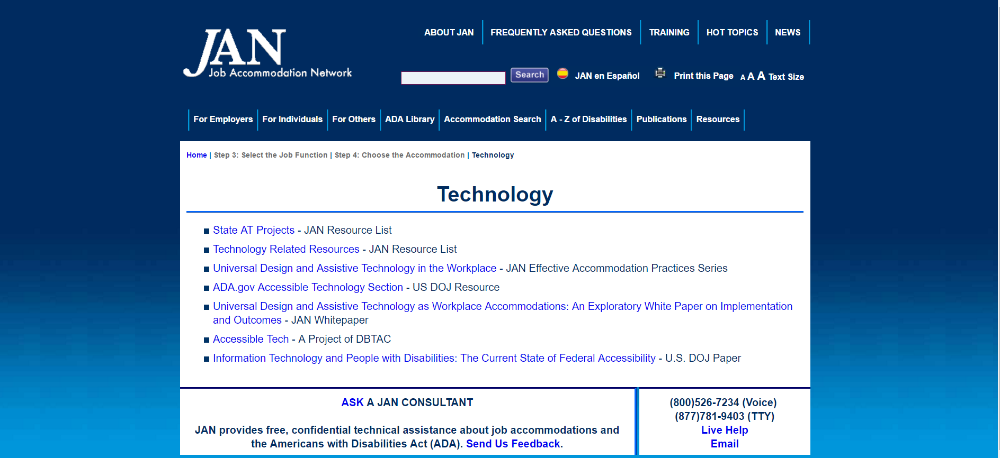 JAN
Job Accommodation Network
ABOUT JAN
FREQUENTLY ASKED QUESTIONS
TRAINING
HOT TOPICS
NEWS
Search
JAN en Español
Print this Page
A A A Text Size
For Employers
For Individuals
For Others
ADA Library
Accommodation Search
A - Z of Disabilities
Publications
Resources
Home | Step 3: Select the Job Function | Step 4: Choose the Accommodation | Technology
Technology
State AT Projects - JAN Resource List
Technology Related Resources - JAN Resource List
Universal Design and Assistive Technology in the Workplace - JAN Effective Accommodation Practices Series
ADA.gov Accessible Technology Section - US DOJ Resource
Universal Design and Assistive Technology as Workplace Accommodations: An Exploratory White Paper on Implementation
and Outcomes - JAN Whitepaper
Accessible Tech - A Project of DBTAC
Information Technology and People with Disabilities: The Current State of Federal Accessibility - U.S. DOJ Paper
ASK A JAN CONSULTANT
JAN provides free, confidential technical assistance about job accommodations and
the Americans with Disabilities Act (ADA). Send Us Feedback.
(800)526-7234 (Voice)
(877)781-9403 (TTY)
Live Help
Email